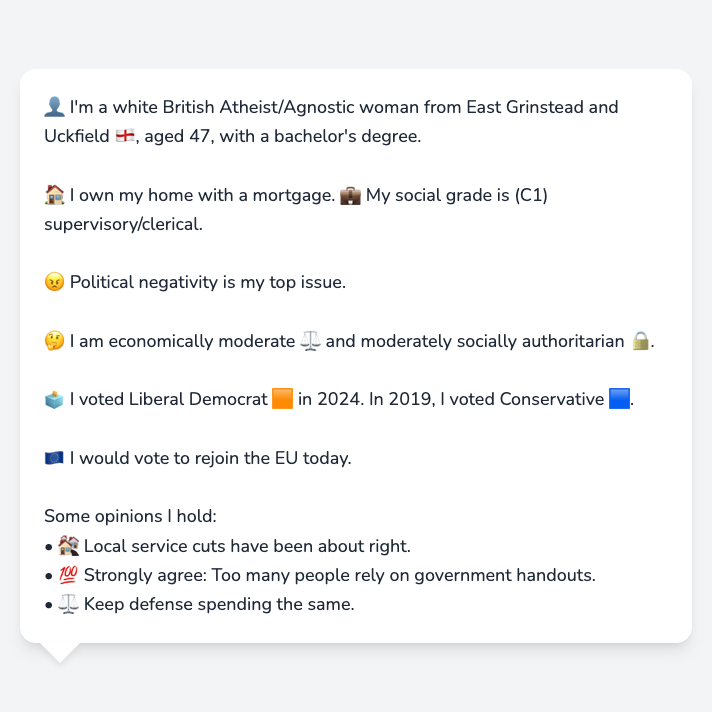 👤 I'm a white British Atheist/Agnostic woman from East Grinstead and
Uckfield 🏴󠁧󠁢󠁥󠁮󠁧󠁿, aged 47, with a bachelor's degree.
🏠 I own my home with a mortgage. 💼 My social grade is (C1)
supervisory/clerical.
😠 Political negativity is my top issue.
🤔 I am economically moderate ⚖️ and moderately socially authoritarian 🔒.
🗳️ I voted Liberal Democrat 🟧 in 2024. In 2019, I voted Conservative 🟦.
🇪🇺 I would vote to rejoin the EU today.
Some opinions I hold:
• 🏚️ Local service cuts have been about right.
• 💯 Strongly agree: Too many people rely on government handouts.
• ⚖️ Keep defense spending the same.